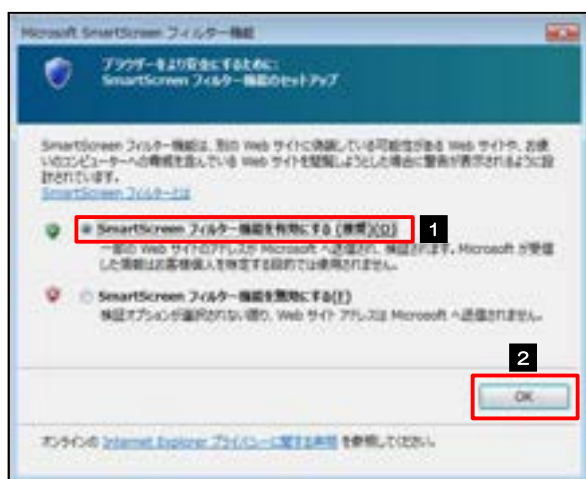 Microsoft SmartScreen フィルター機能
ブラウザーをより安全にするために:
SmartScreen フィルター機能のセットアップ
SmartScreen フィルター機能は、別の Web サイトに偽装している可能性がある Web サイトや、お使
いのコンピューターへの脅威を含んでいる Web サイトを閲覧しようとした場合に警告が表示されるように設
計されています。
SmartScreen フィルターとは
SmartScreen フィルター機能を有効にする (推奨)(O)
1
一部の Web サイトのアドレスが Microsoft へ送信され、検証されます。Microsoft が受信
した情報はお客様個人を特定する目的では使用されません。
SmartScreen フィルター機能を無効にする(F)
検証オプションが選択されない限り、Web サイト アドレスは Microsoft へ送信されません。
2
OK
オンラインの Internet Explorer プライバシーに関する声明 を参照してください。